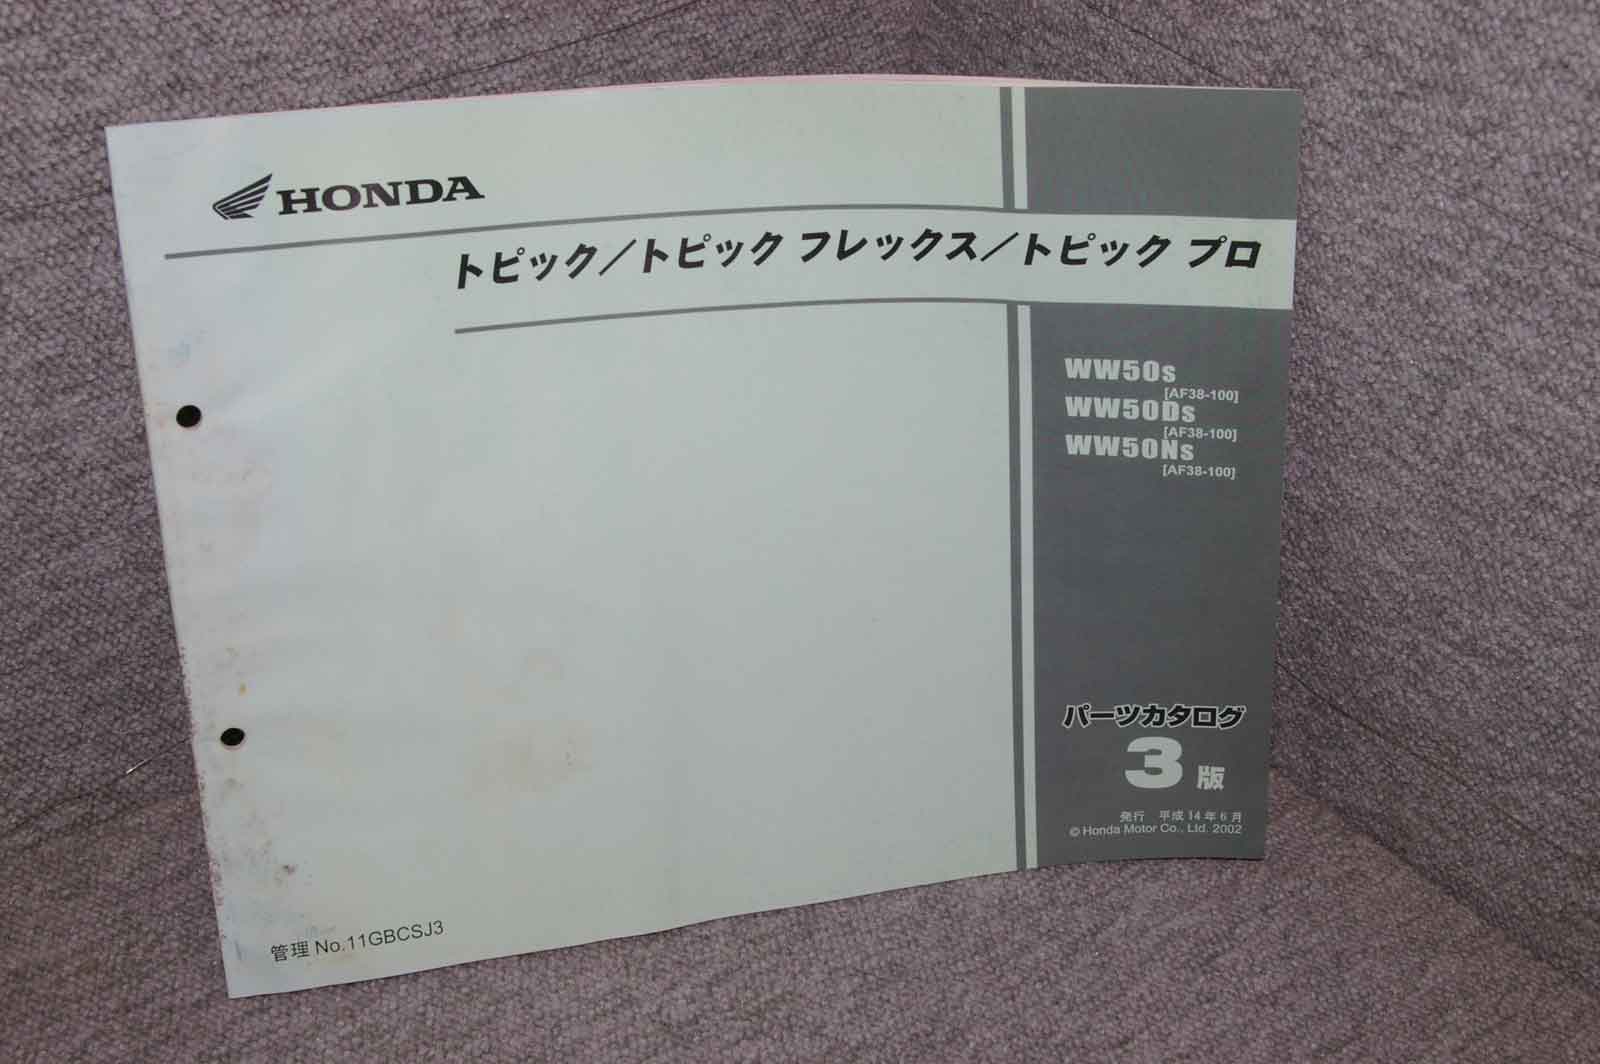 HONDA
トピック／トピック フレックス／トピック プロ
WW50S
[AF38-100]
WW50DS
[AF38-100]
WW50NS
[AF38-100]
パーツカタログ
3 版
発行 平成 14 年 6 月
© Honda Motor Co., Ltd. 2002
管理 No.11GBCSJ3